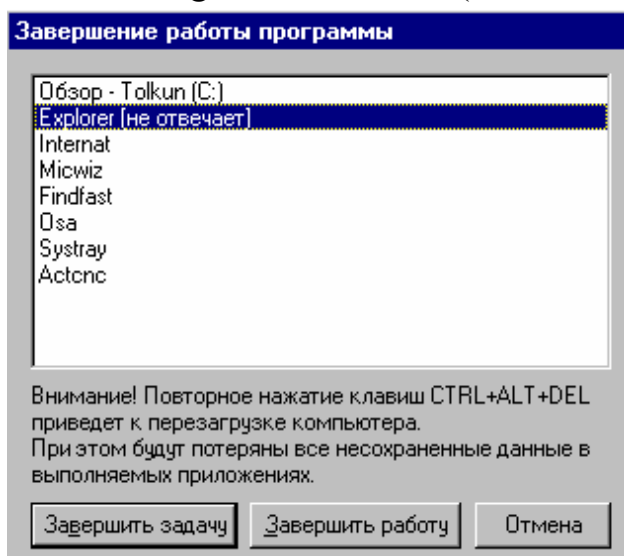 Завершение работы программы
Обзор - Tolkun (C:)
Explorer [не отвечает]
Internat
Micwiz
Findfast
Osa
Systray
Actcnc
Внимание! Повторное нажатие клавиш CTRL+ALT+DEL
приведет к перезагрузке компьютера.
При этом будут потеряны все несохраненные данные в
выполняемых приложениях.
Завершить задачу Завершить работу Отмена